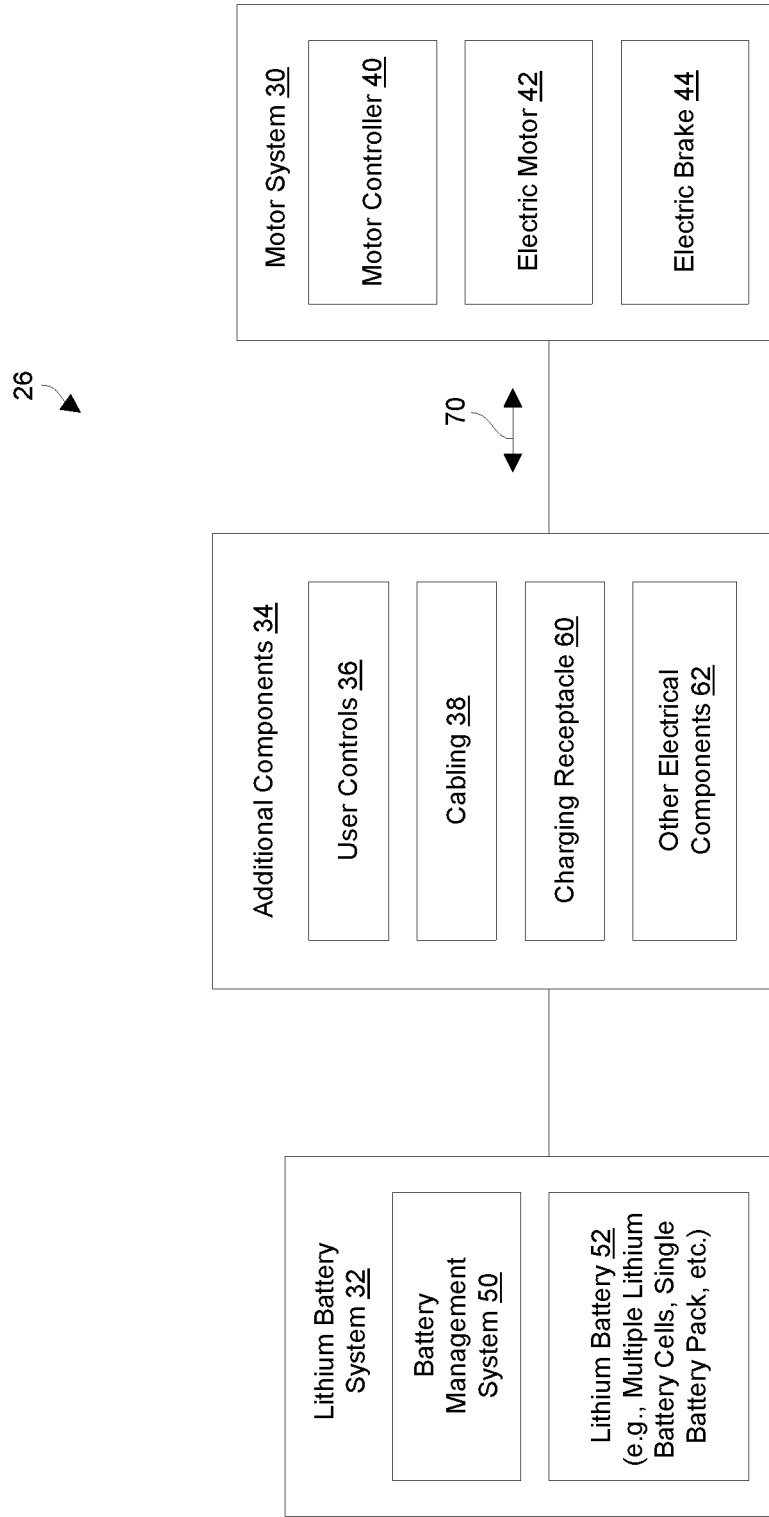 26
Lithium Battery
System 32
Battery
Management
System 50
Lithium Battery 52
(e.g., Multiple Lithium
Battery Cells, Single
Battery Pack, etc.)
Additional Components 34
User Controls 36
Cabling 38
Charging Receptacle 60
Other Electrical
Components 62
70
Motor System 30
Motor Controller 40
Electric Motor 42
Electric Brake 44